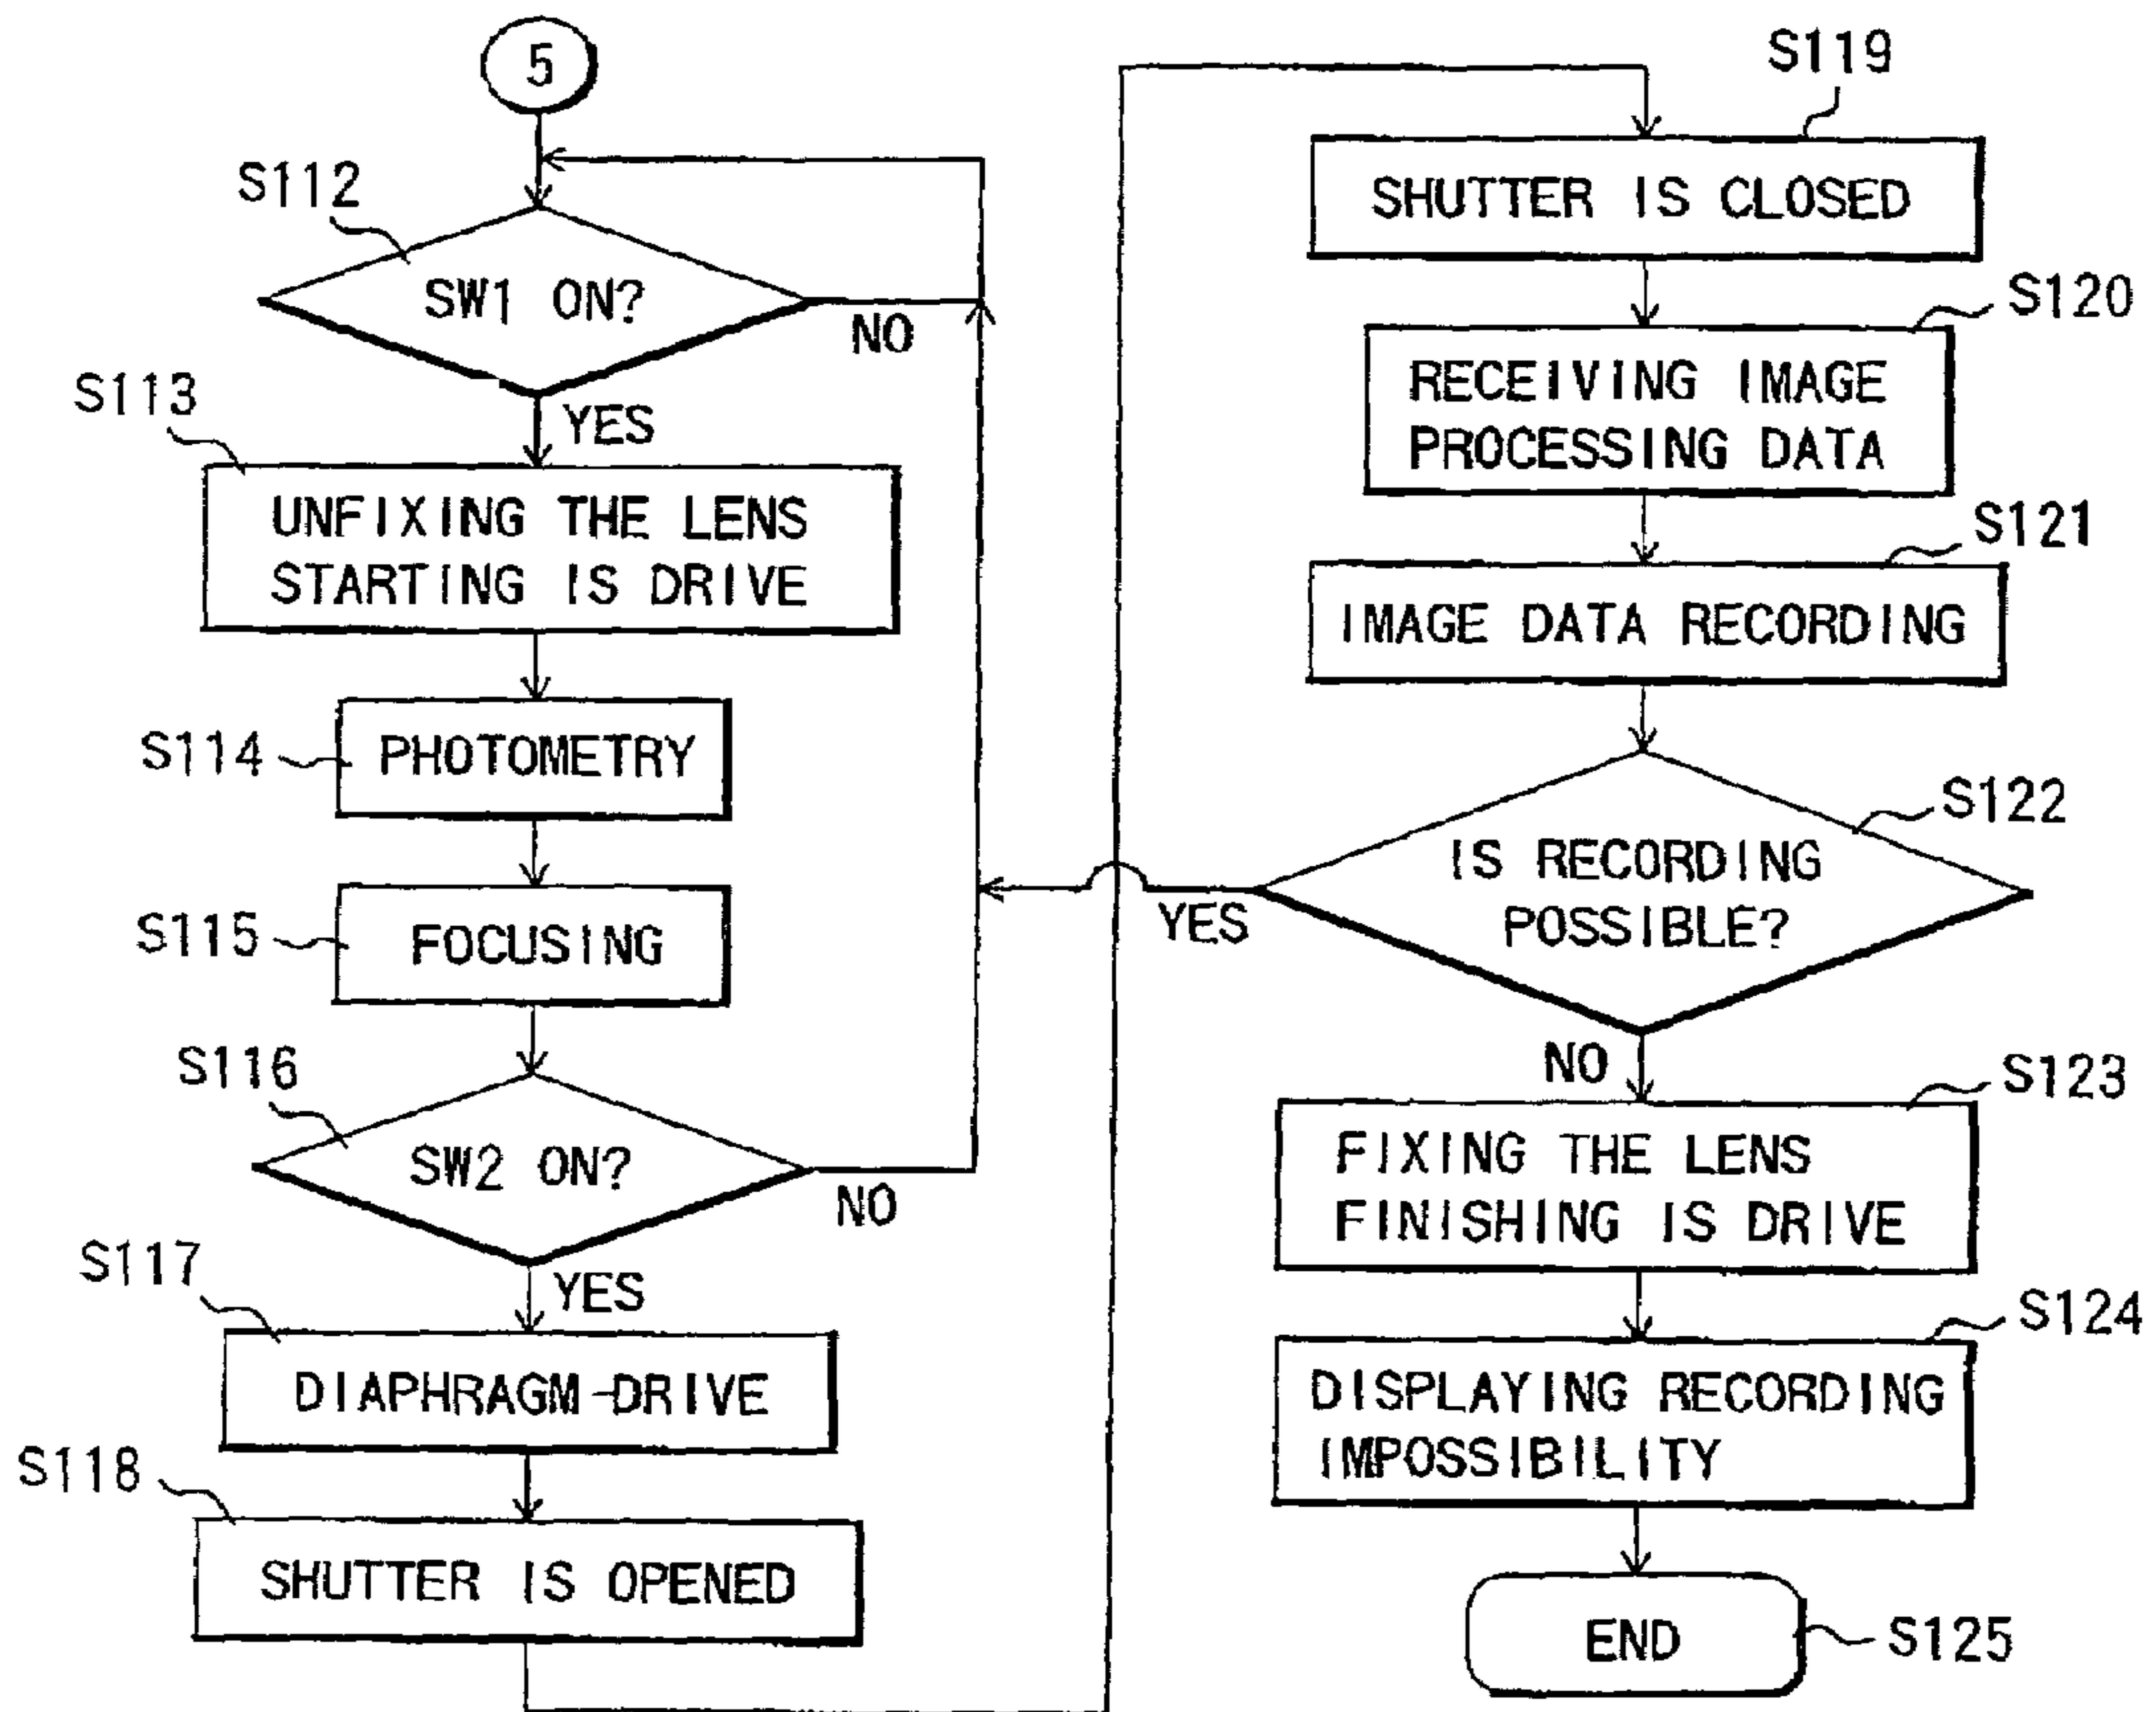 5
S112
SW1 ON?
NO
YES
S113
UNFIXING THE LENS
STARTING IS DRIVE
S114
PHOTOMETRY
S115
FOCUSING
S116
SW2 ON?
NO
YES
S117
DIAPHRAGM-DRIVE
S118
SHUTTER IS OPENED
S119
SHUTTER IS CLOSED
S120
RECEIVING IMAGE
PROCESSING DATA
S121
IMAGE DATA RECORDING
S122
IS RECORDING
POSSIBLE?
YES
NO
S123
FIXING THE LENS
FINISHING IS DRIVE
S124
DISPLAYING RECORDING
IMPOSSIBILITY
END
S125